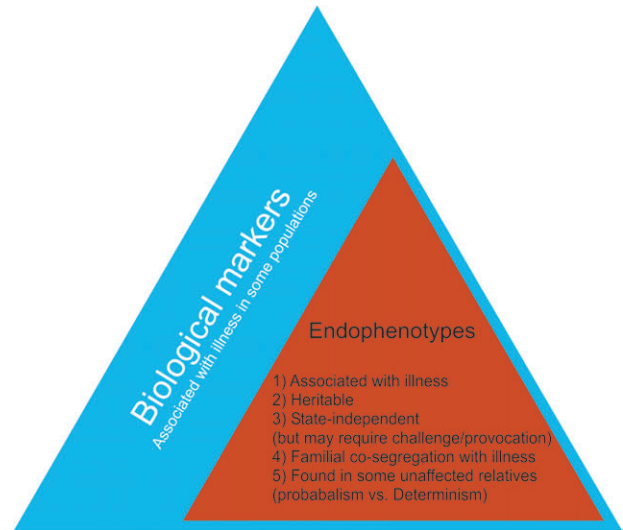 Biological markers
Associated with illness in some populations
Endophenotypes
1) Associated with illness
2) Heritable
3) State-independent
(but may require challenge/provocation)
4) Familial co-segregation with illness
5) Found in some unaffected relatives
(probabalism vs. Determinism)